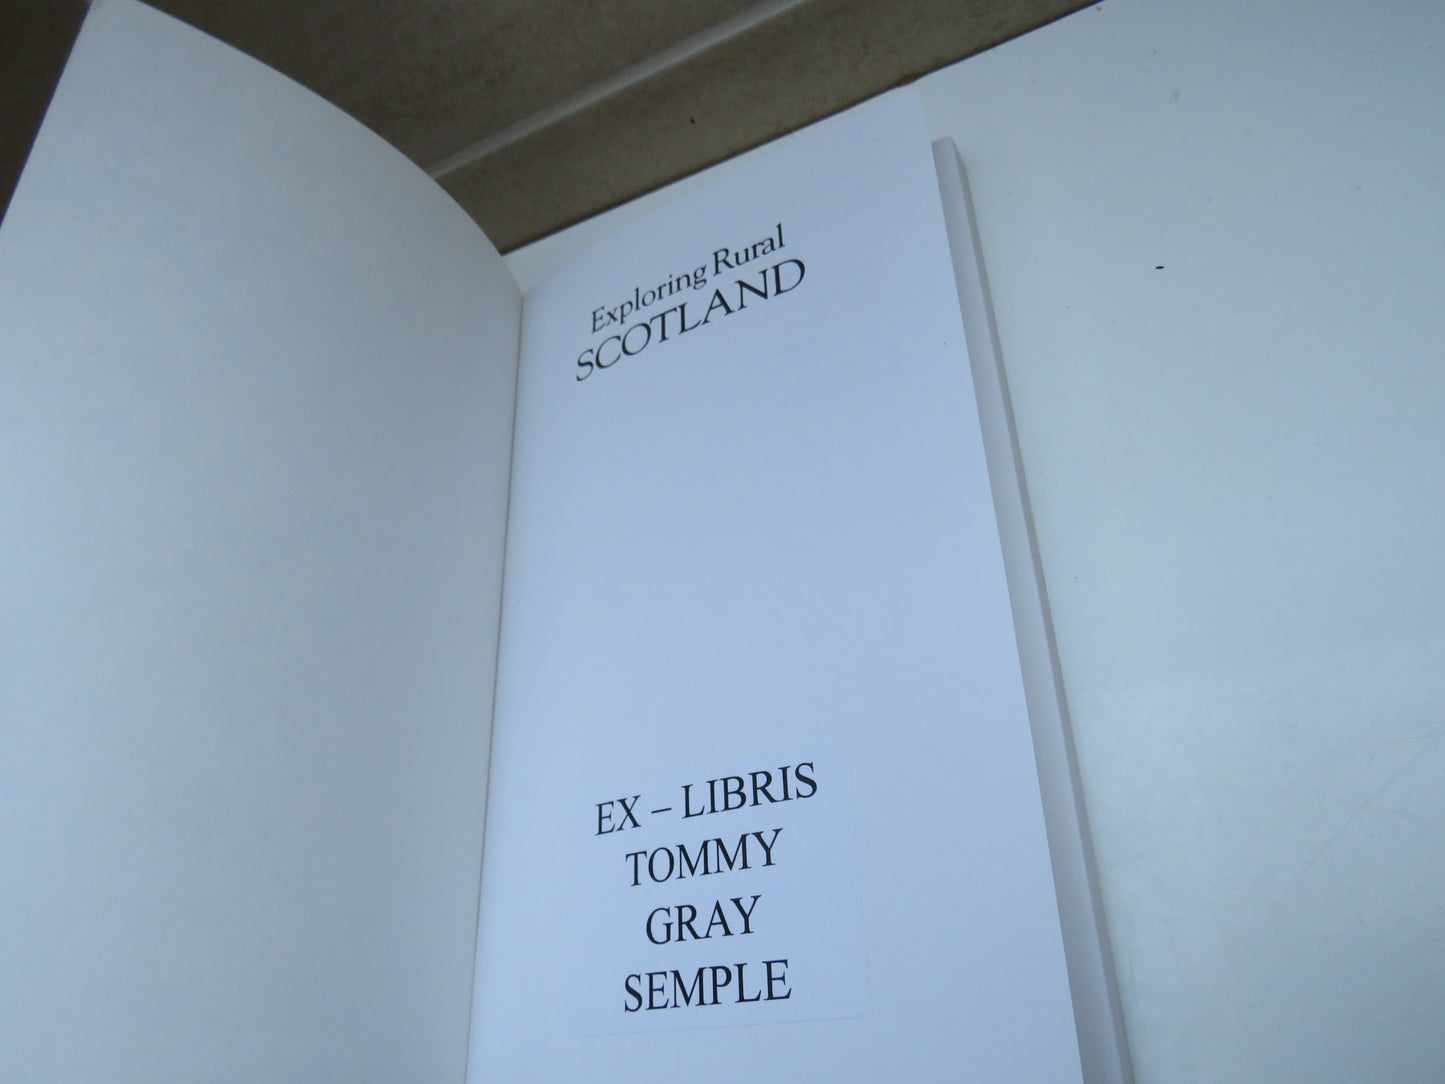 Exploring Rural
SCOTLAND
EX – LIBRIS
TOMMY
GRAY
SEMPLE